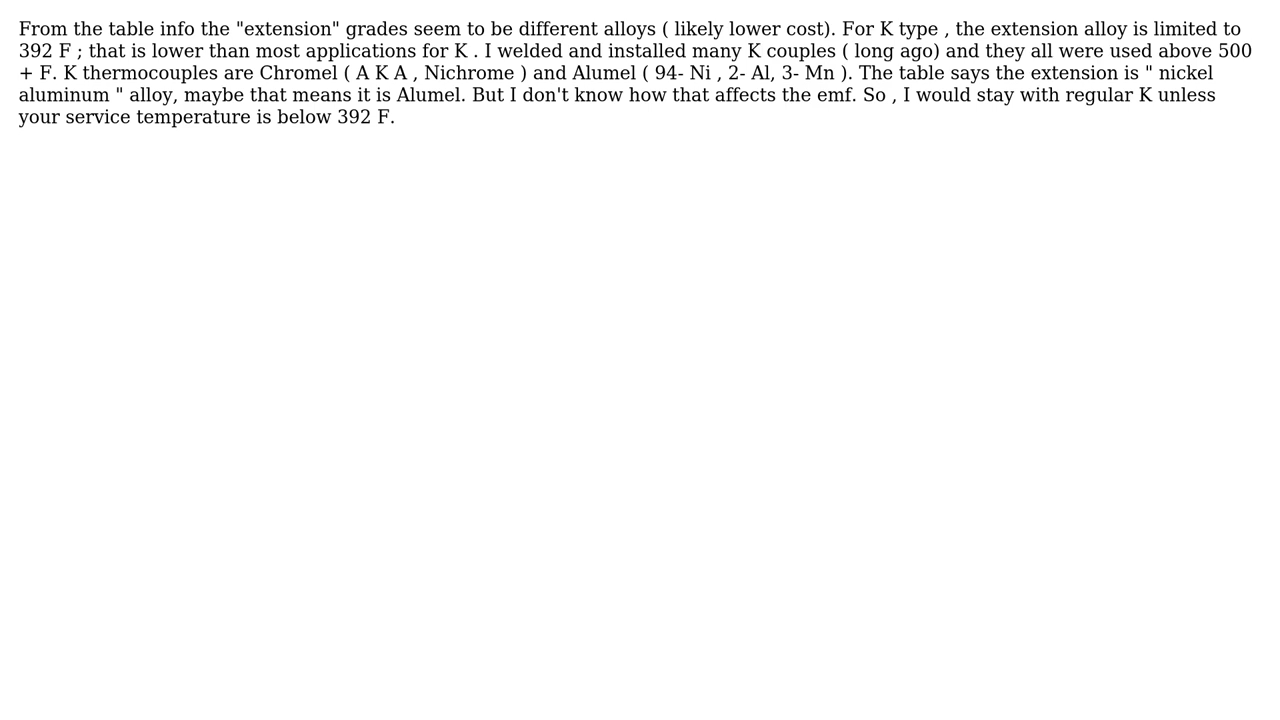 From the table info the "extension" grades seem to be different alloys ( likely lower cost). For K type , the extension alloy is limited to
392 F ; that is lower than most applications for K . I welded and installed many K couples ( long ago) and they all were used above 500
+ F. K thermocouples are Chromel ( A K A , Nichrome ) and Alumel ( 94- Ni , 2- Al, 3- Mn ). The table says the extension is " nickel
aluminum " alloy, maybe that means it is Alumel. But I don't know how that affects the emf. So , I would stay with regular K unless
your service temperature is below 392 F.